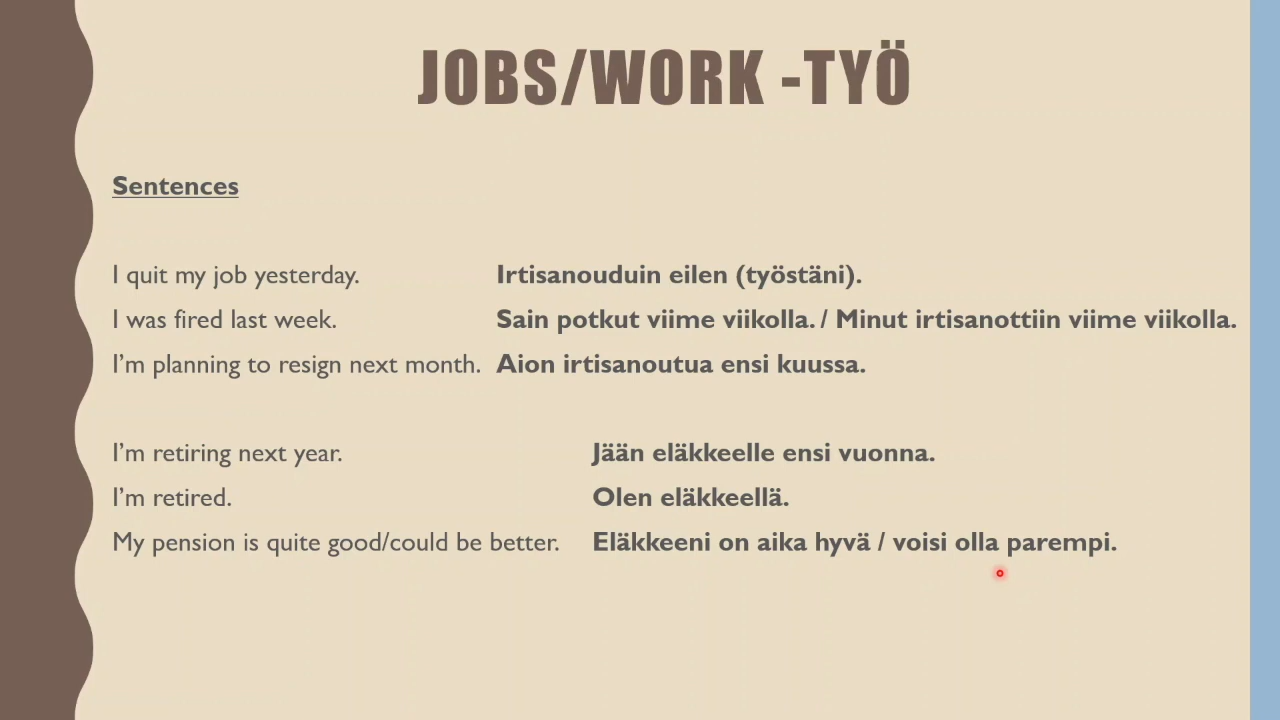 JOBS/WORK -TYÖ
Sentences
I quit my job yesterday. Irtisanouduin eilen (työstäni).
I was fired last week. Sain potkut viime viikolla. / Minut irtisanottiin viime viikolla.
I'm planning to resign next month. Aion irtisanoutua ensi kuussa.
I'm retiring next year. Jään eläkkeelle ensi vuonna.
I'm retired. Olen eläkkeellä.
My pension is quite good/could be better. Eläkkeeni on aika hyvä / voisi olla parempi.